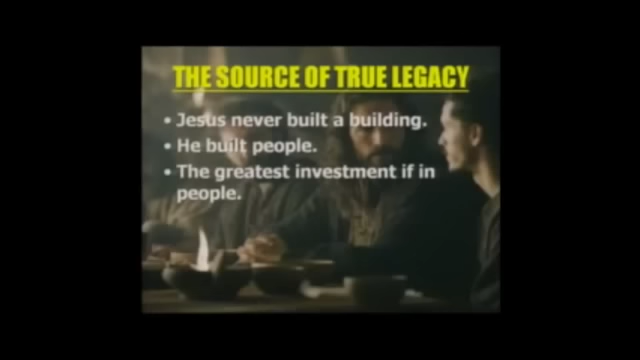 THE SOURCE OF TRUE LEGACY
• Jesus never built a building.
• He built people.
• The greatest investment if in
people.